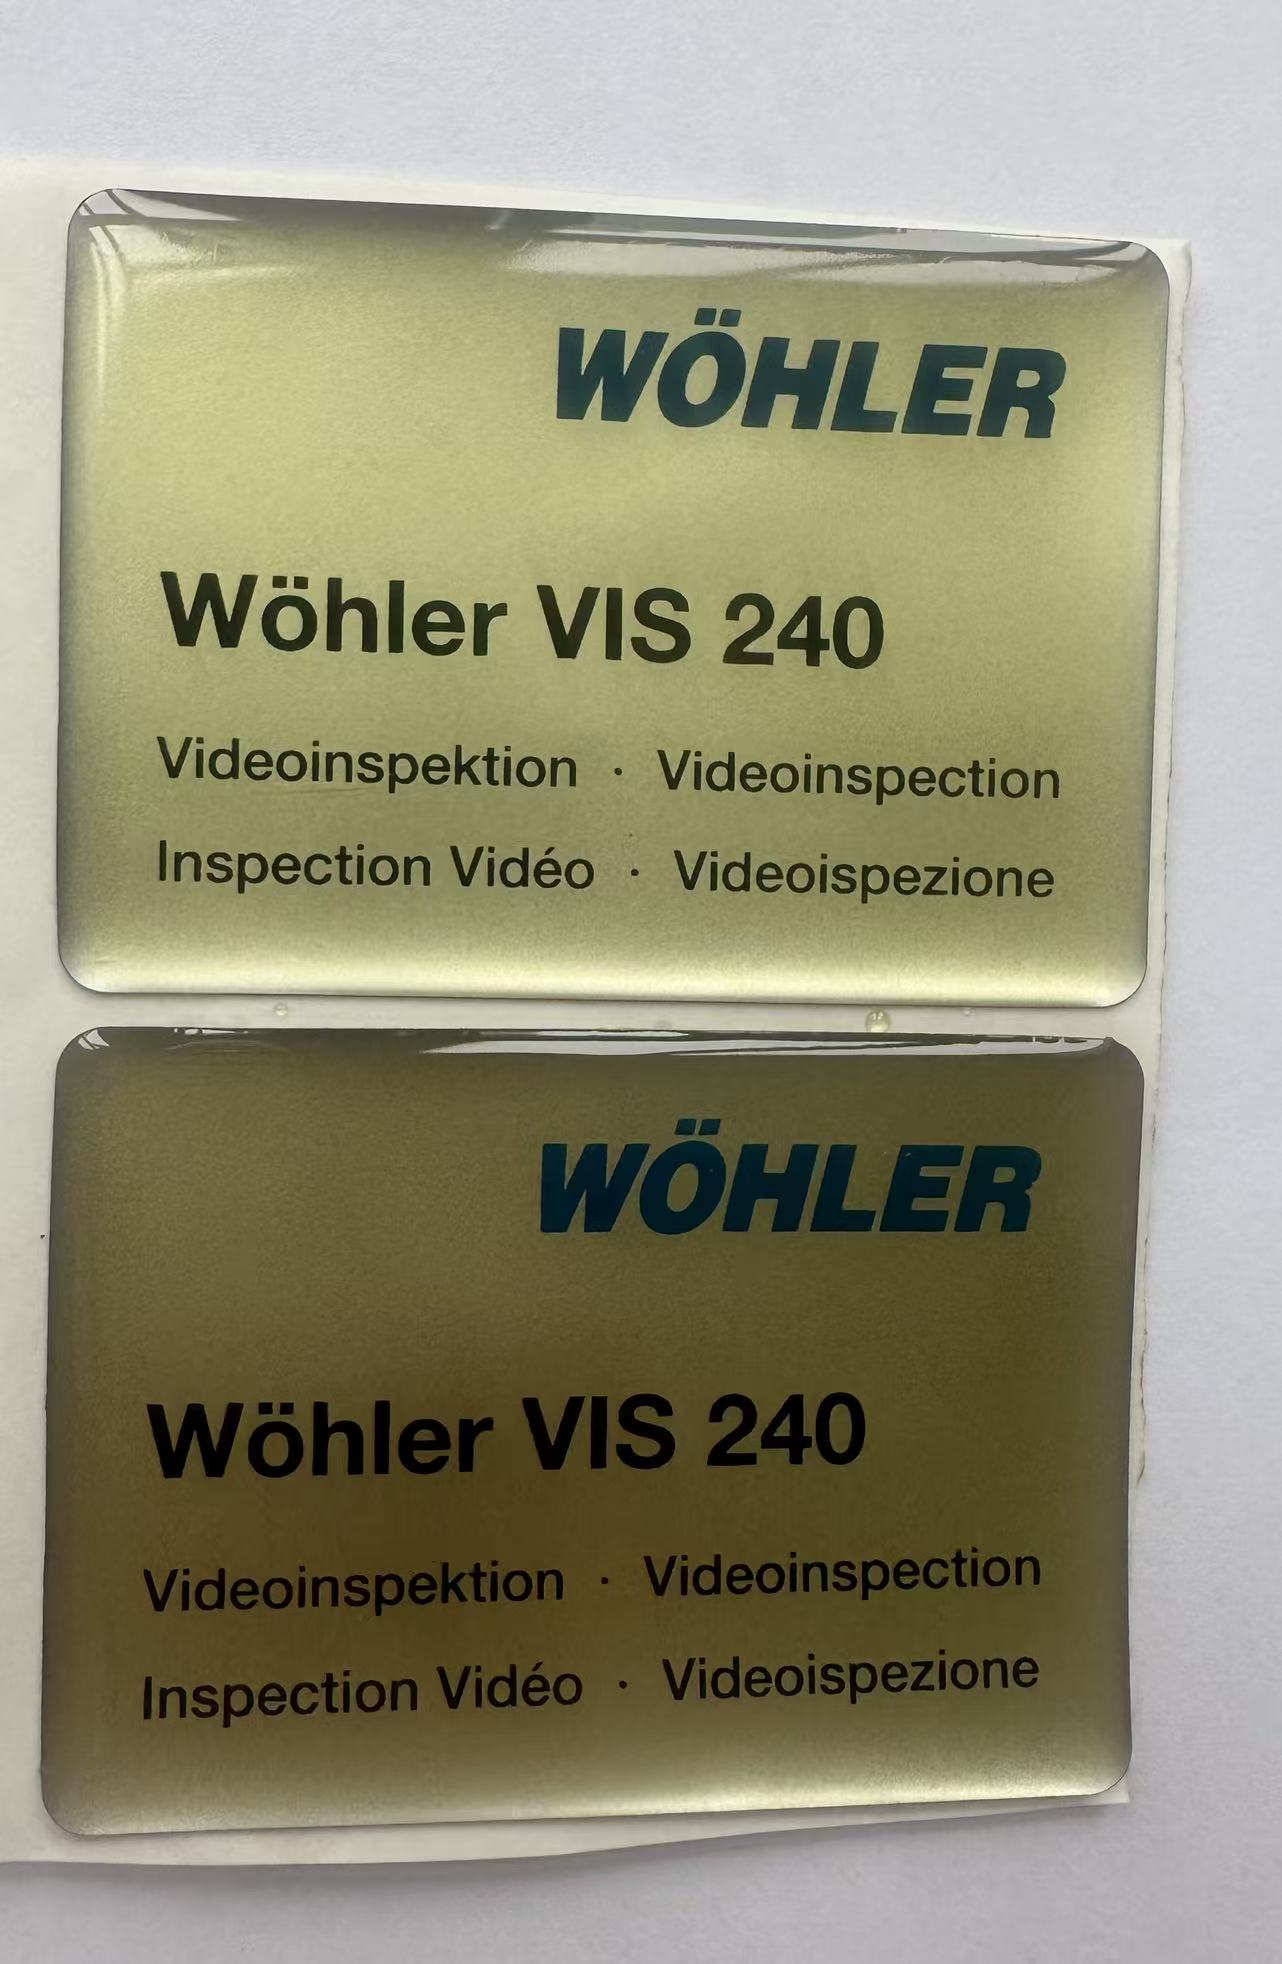 WÖHLER
Wöhler VIS 240
Videoinspektion · Videoinspection
Inspection Vidéo · Videoispezione
WÖHLER
Wöhler VIS 240
Videoinspektion · Videoinspection
Inspection Vidéo · Videoispezione